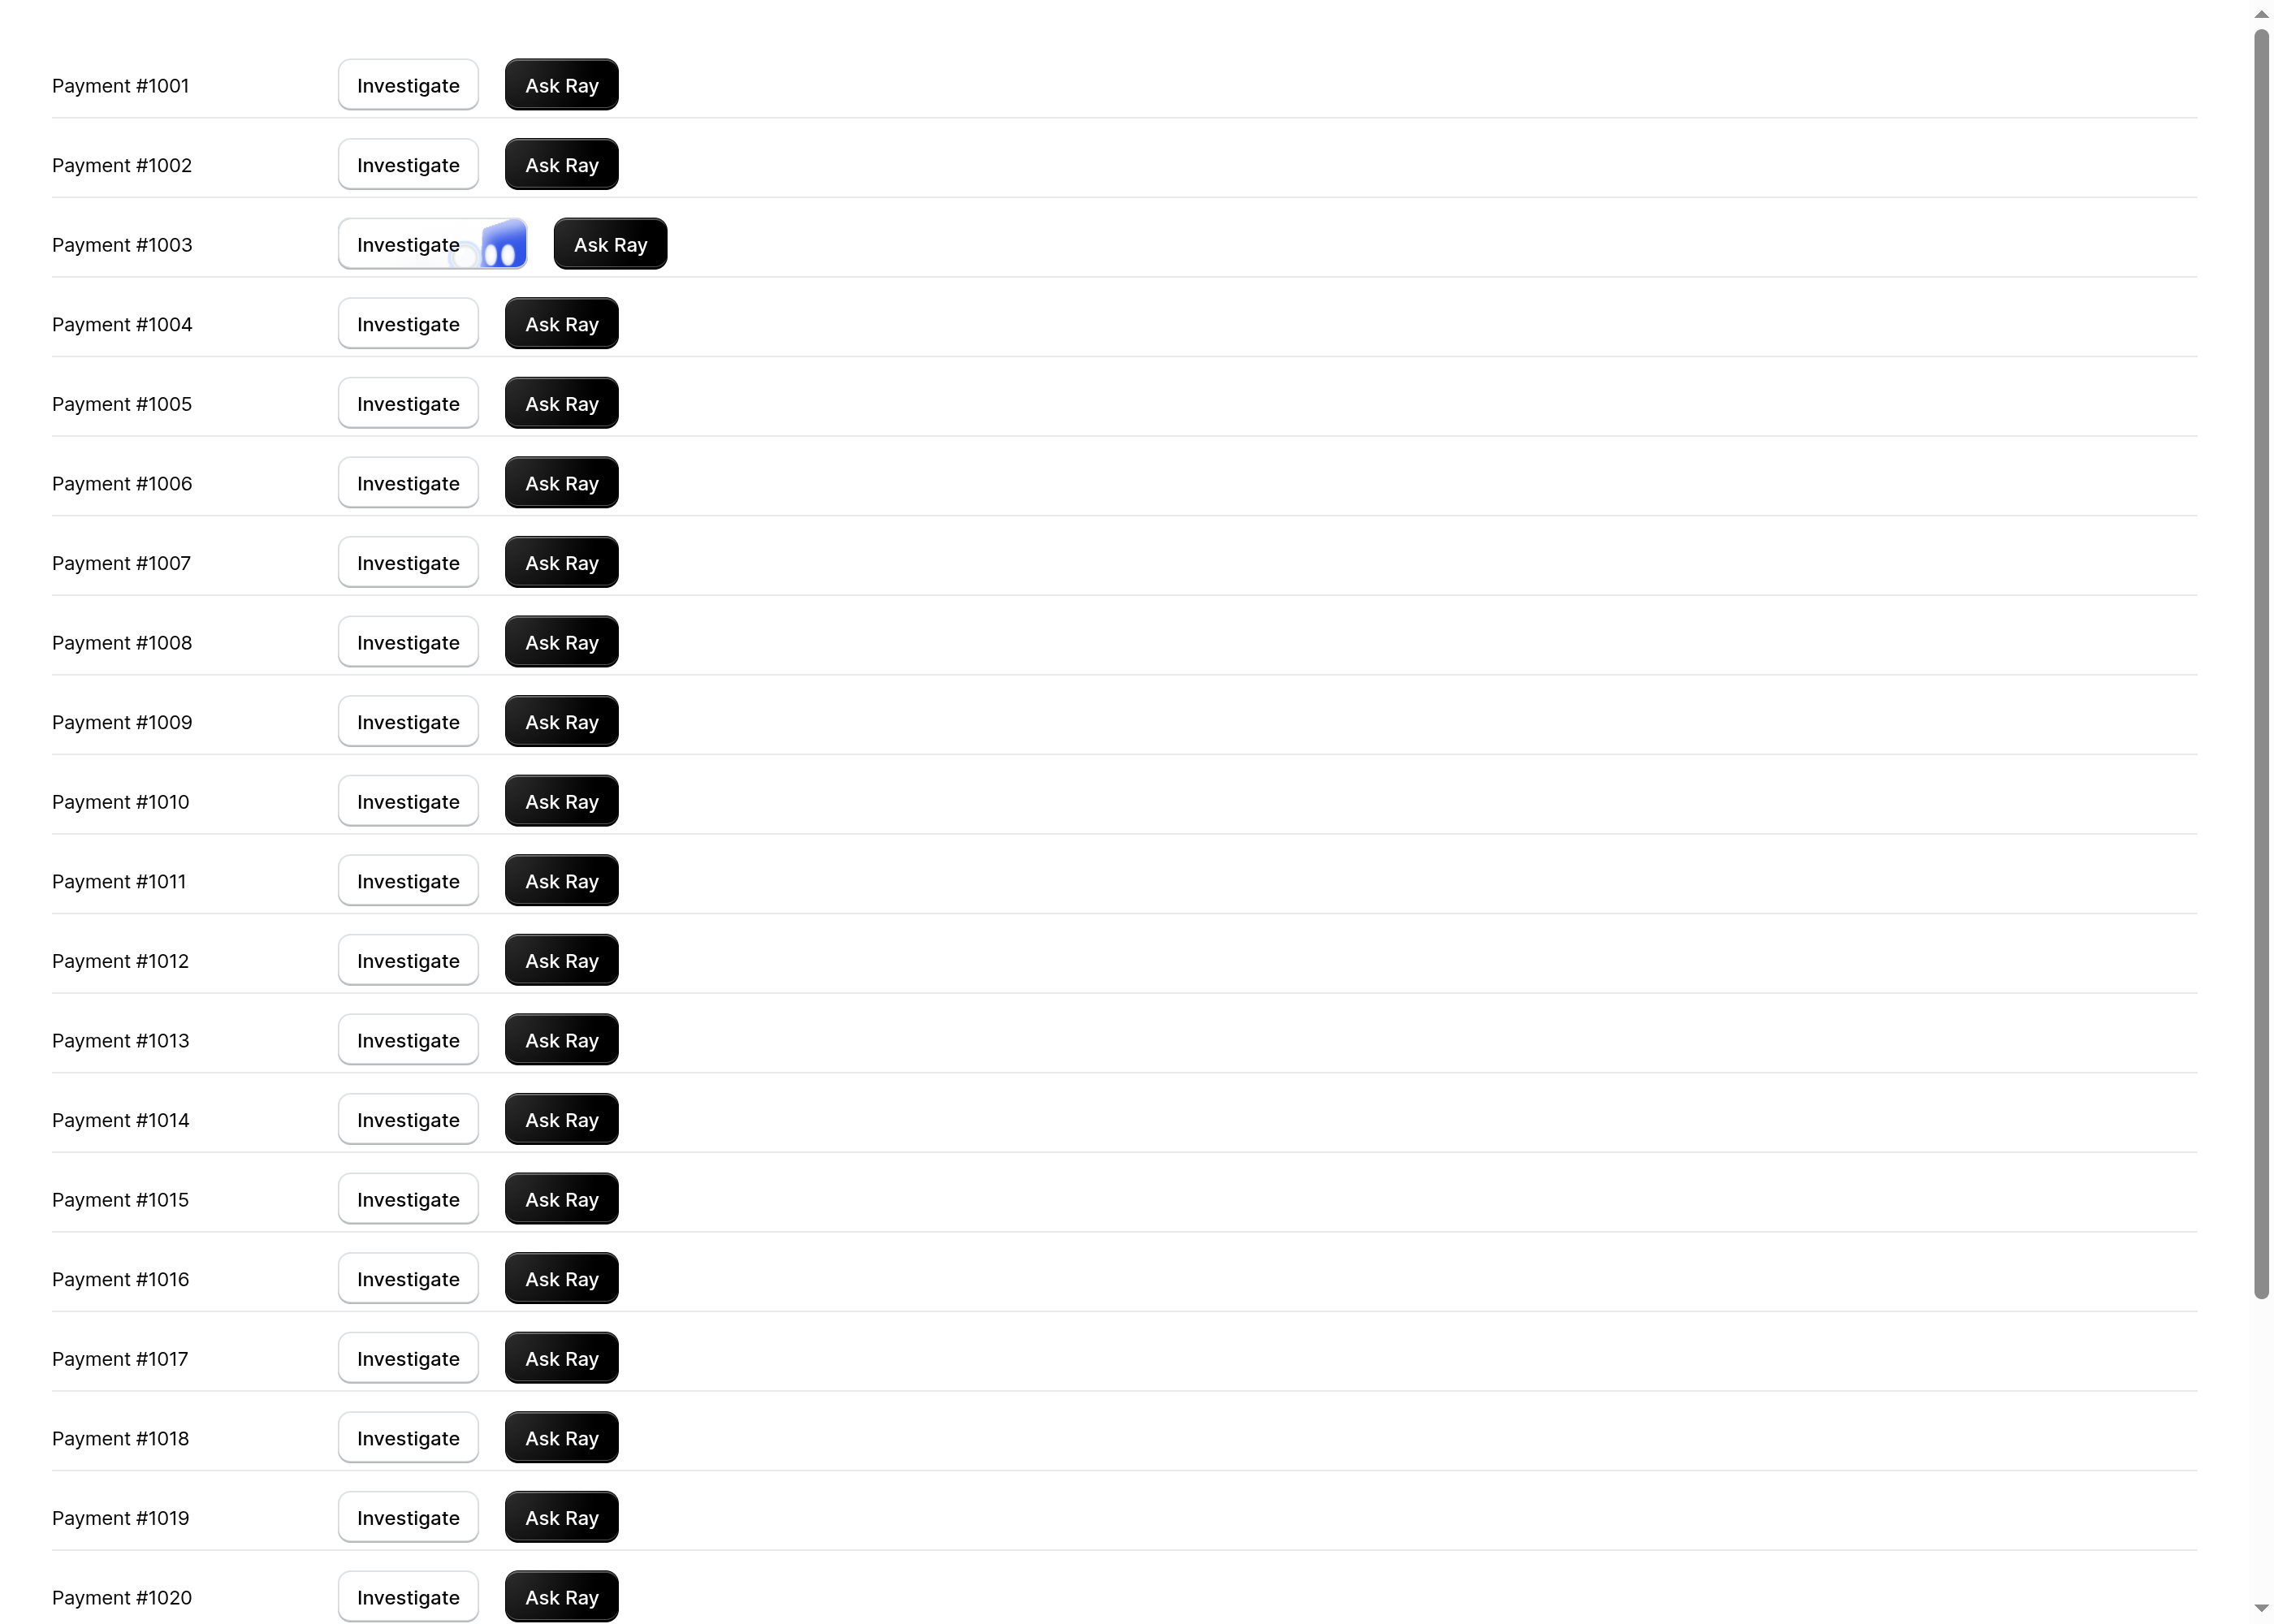 Payment #1001 Investigate Ask Ray
Payment #1002 Investigate Ask Ray
Payment #1003 Investigate Ask Ray
Payment #1004 Investigate Ask Ray
Payment #1005 Investigate Ask Ray
Payment #1006 Investigate Ask Ray
Payment #1007 Investigate Ask Ray
Payment #1008 Investigate Ask Ray
Payment #1009 Investigate Ask Ray
Payment #1010 Investigate Ask Ray
Payment #1011 Investigate Ask Ray
Payment #1012 Investigate Ask Ray
Payment #1013 Investigate Ask Ray
Payment #1014 Investigate Ask Ray
Payment #1015 Investigate Ask Ray
Payment #1016 Investigate Ask Ray
Payment #1017 Investigate Ask Ray
Payment #1018 Investigate Ask Ray
Payment #1019 Investigate Ask Ray
Payment #1020 Investigate Ask Ray